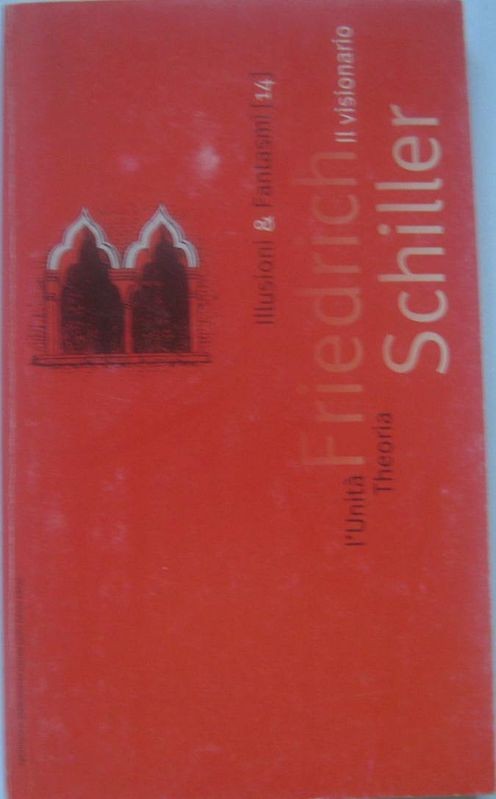 Illusioni & Fantasmi [14]
Friedrich Il visionario
Schiller
l'Unità
Theoria